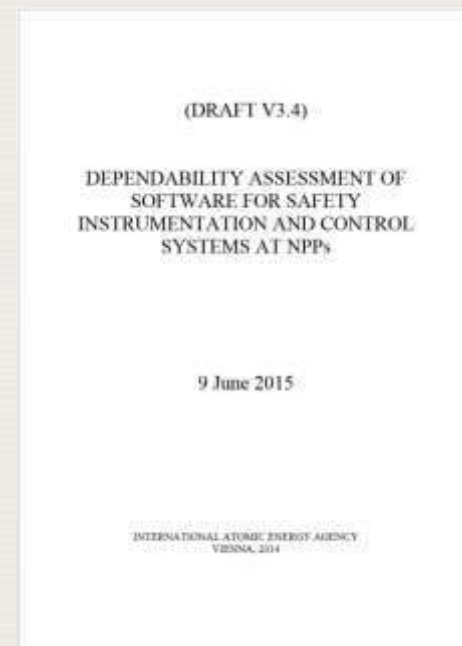 (DRAFT V3.4)
DEPENDABILITY ASSESSMENT OF
SOFTWARE FOR SAFETY
INSTRUMENTATION AND CONTROL
SYSTEMS AT NPPs
9 June 2015
INTERNATIONAL ATOMIC ENERGY AGENCY
VIENNA, 2014